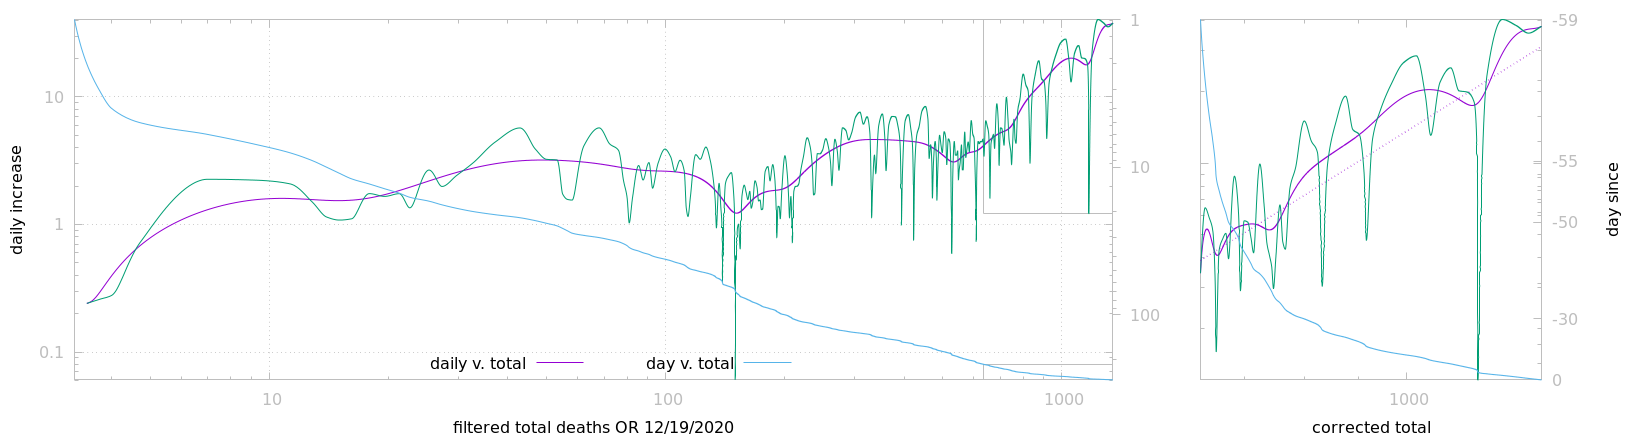 daily increase
10
1
0.1
daily v. total
day v. total
10
100
1000
filtered total deaths OR 12/19/2020
1
10
100
1000
corrected total
-59
-55
-50
-30
0
day since